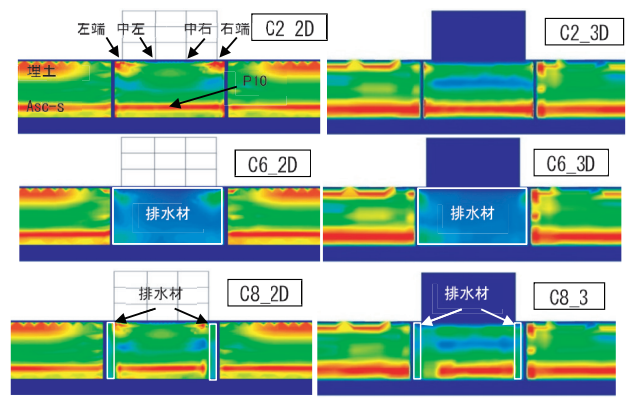 左端 中左 中右 右端 C2_2D
埋土
P10
Asc-s
C2_3D
C6_2D
排水材
C6_3D
排水材
C8_2D
排水材
C8_3
排水材